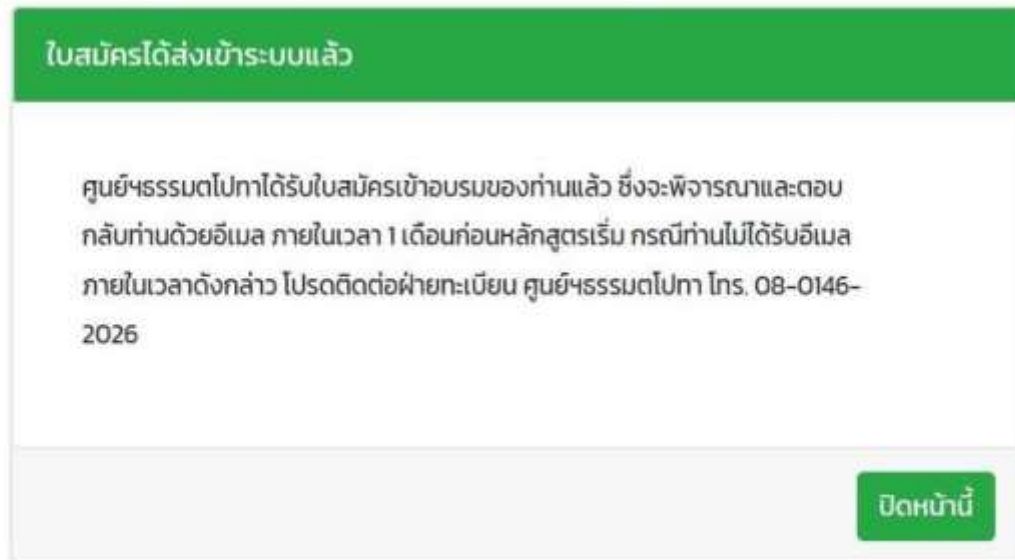 ใบสมัครได้ส่งเข้าระบบแล้ว
ศูนย์ฯธรรมตโปทาได้รับใบสมัครเข้าอบรมของท่านแล้ว ซึ่งจะพิจารณาและตอบ
กลับท่านด้วยอีเมล ภายในเวลา 1 เดือนก่อนหลักสูตรเริ่ม กรณีท่านไม่ได้รับอีเมล
ภายในเวลาดังกล่าว โปรดติดต่อฝ่ายทะเบียน ศูนย์ฯธรรมตโปทา โทร. 08-0146-
2026
ปิดหน้านี้